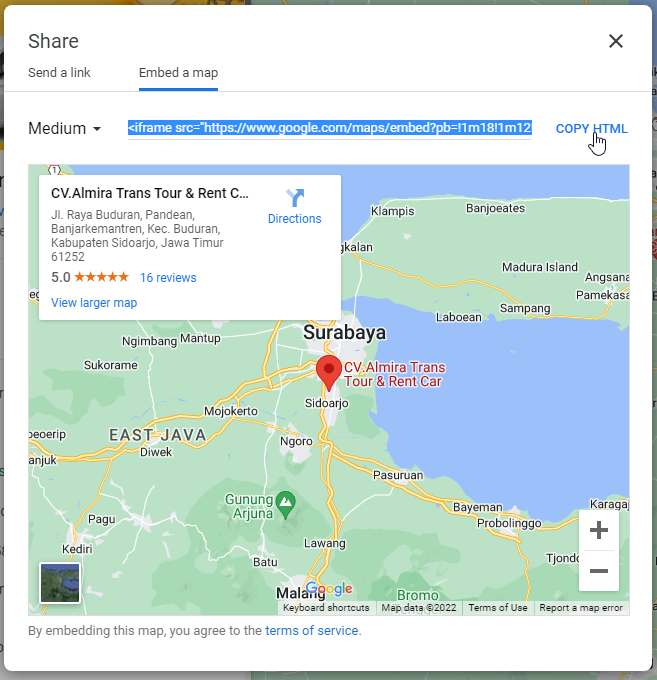 Share
Send a link
Embed a map
Medium
<iframe src="https://www.google.com/maps/embed?pb=!1m18!1m12
COPY HTML
CV.Almira Trans Tour & Rent C...
Jl. Raya Buduran, Pandean,
Banjarkemantren, Kec. Buduran,
Kabupaten Sidoarjo, Jawa Timur
61252
Directions
5.0
16 reviews
View larger map
1
Klampis
Banjoeates
gkalan
Madura Island
Angsana
Pamekasa
Sampang
Laboean
Surabaya
Ngimbang
Mantup
Sukorame
CV.Almira Trans
Tour & Rent Car
Sidoarjo
Mojokerto
EAST JAVA
Diwek
peoerip
anjuk
Ngoro
Pasuruan
Gunung
Arjuna
Bayeman
Probolinggo
Karagaj
Pagu
Kediri
Lawang
Batu
Tjondo
Malang
Google
Bromo
Keyboard shortcuts
Map data ©2022
Terms of Use
Report a map error
By embedding this map, you agree to the terms of service.